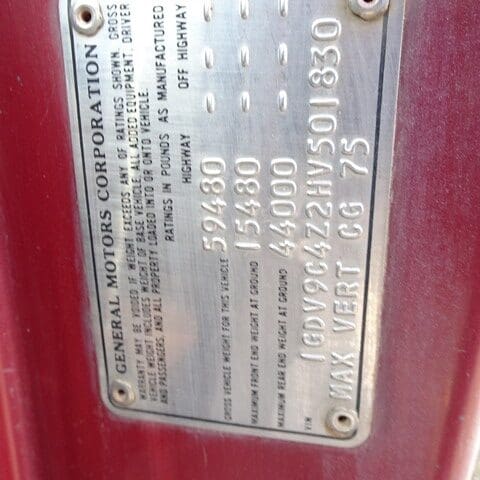 GENERAL MOTORS CORPORATION
WARRANTY MAY BE VOIDED IF WEIGHT EXCEEDS ANY OF RATINGS SHOWN. CROSS
VEHICLE WEIGHT INCLUDES WEIGHT OF BASE VEHICLE, ALL ADDED EQUIPMENT, DRIVER
AND PASSENGERS, AND ALL PROPERTY LOADED INTO OR ONTO VEHICLE.
RATINGS IN POUNDS AS MANUFACTURED
HIGHWAY OFF HIGHWAY
GROSS VEHICLE WEIGHT FOR THIS VEHICLE 59480 - - -
MAXIMUM FRONT END WEIGHT AT GROUND 15480 - - -
MAXIMUM REAR END WEIGHT AT GROUND 44000 - - -
VIN 1GDV9C4Z2HV501830
MAX VERT CG 75